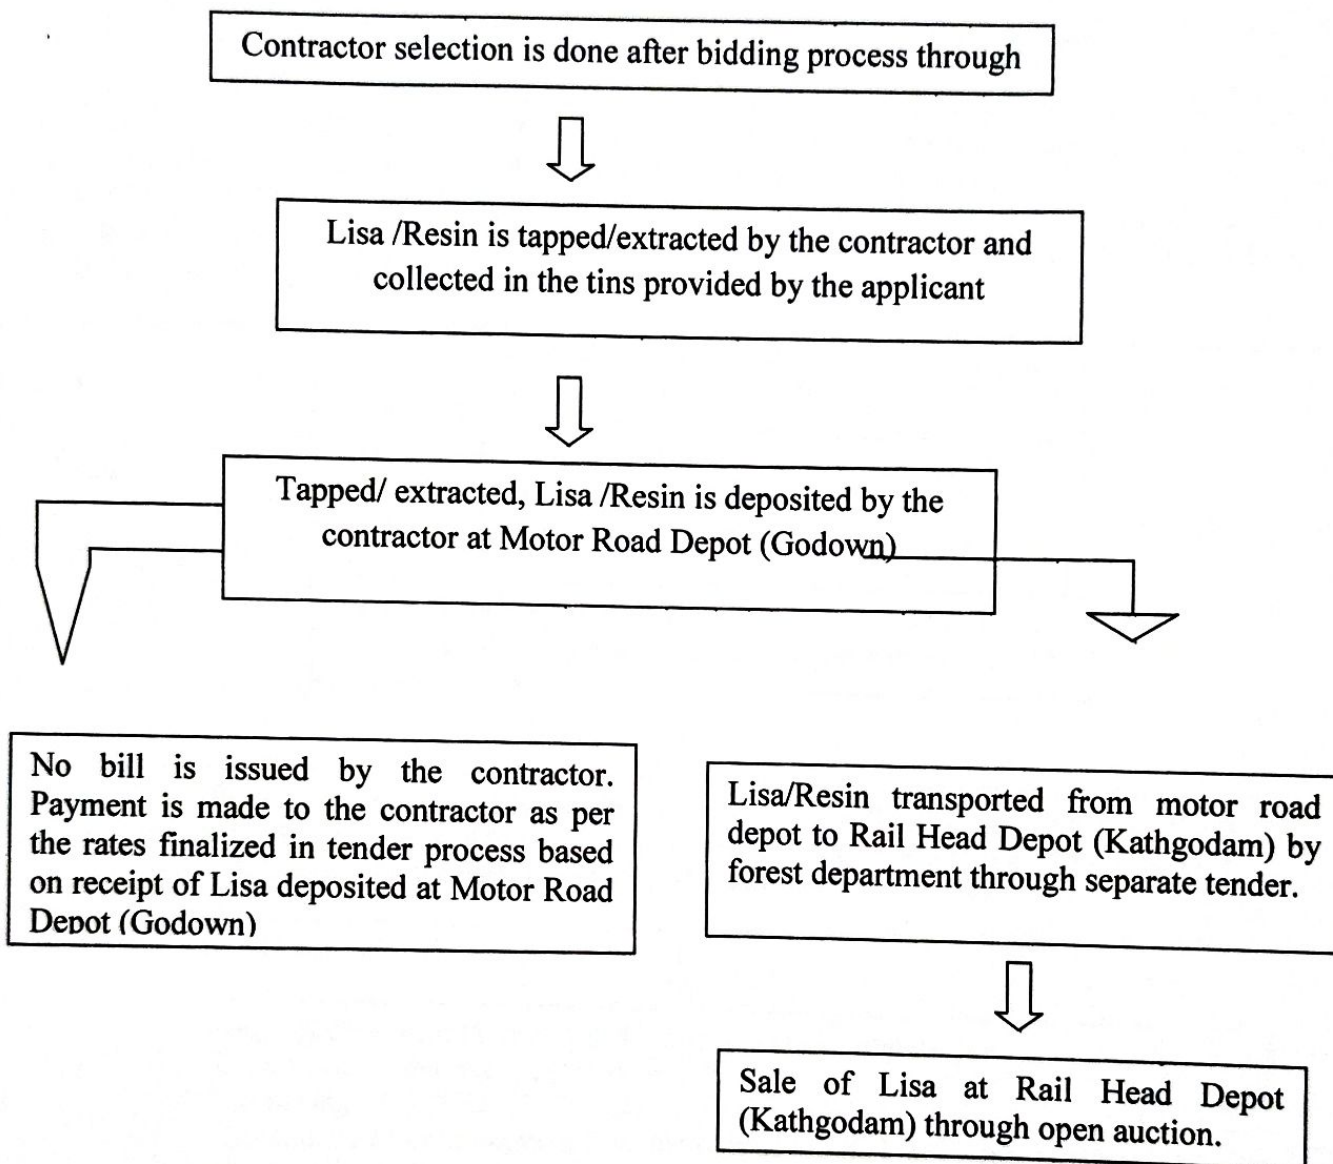 Contractor selection is done after bidding process through
Lisa /Resin is tapped/extracted by the contractor and
collected in the tins provided by the applicant
Tapped/ extracted, Lisa /Resin is deposited by the
contractor at Motor Road Depot (Godown)
No bill is issued by the contractor.
Payment is made to the contractor as per
the rates finalized in tender process based
on receipt of Lisa deposited at Motor Road
Depot (Godown)
Lisa/Resin transported from motor road
depot to Rail Head Depot (Kathgodam) by
forest department through separate tender.
Sale of Lisa at Rail Head Depot
(Kathgodam) through open auction.